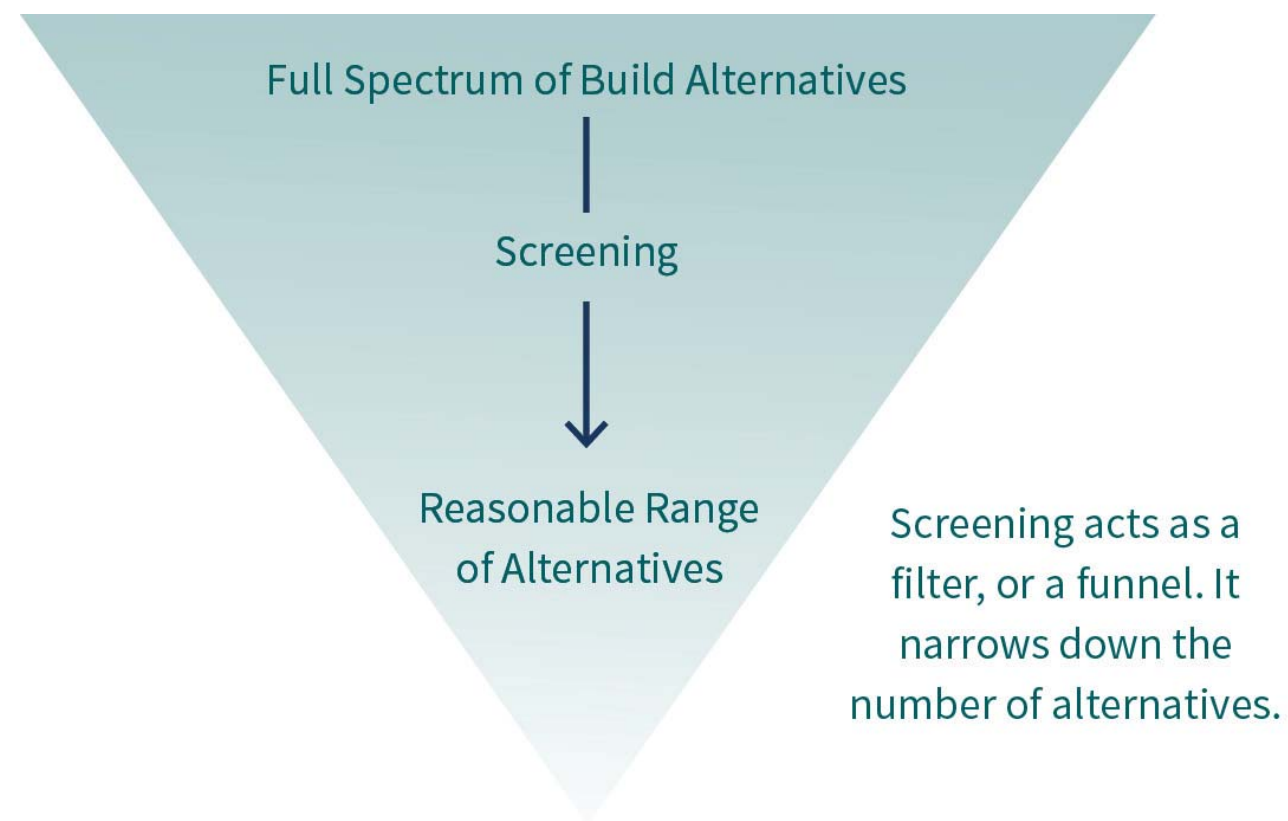 Full Spectrum of Build Alternatives
Screening
Reasonable Range
of Alternatives
Screening acts as a
filter, or a funnel. It
narrows down the
number of alternatives.